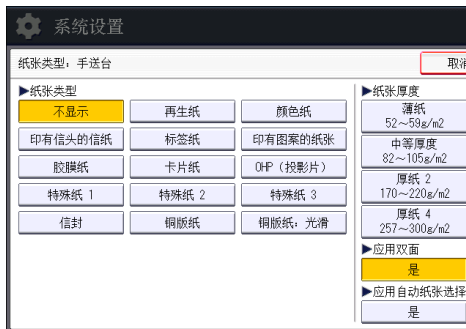 系统设置
纸张类型：手送台
取消
▶纸张类型
不显示 再生纸 颜色纸
印有信头的信纸 标签纸 印有图案的纸张
胶膜纸 卡片纸 OHP（投影片）
特殊纸 1 特殊纸 2 特殊纸 3
信封 铜版纸 铜版纸：光滑
▶纸张厚度
薄纸
52～59g/m2
中等厚度
82～105g/m2
厚纸 2
170～220g/m2
厚纸 4
257～300g/m2
▶应用双面
是
▶应用自动纸张选择
是